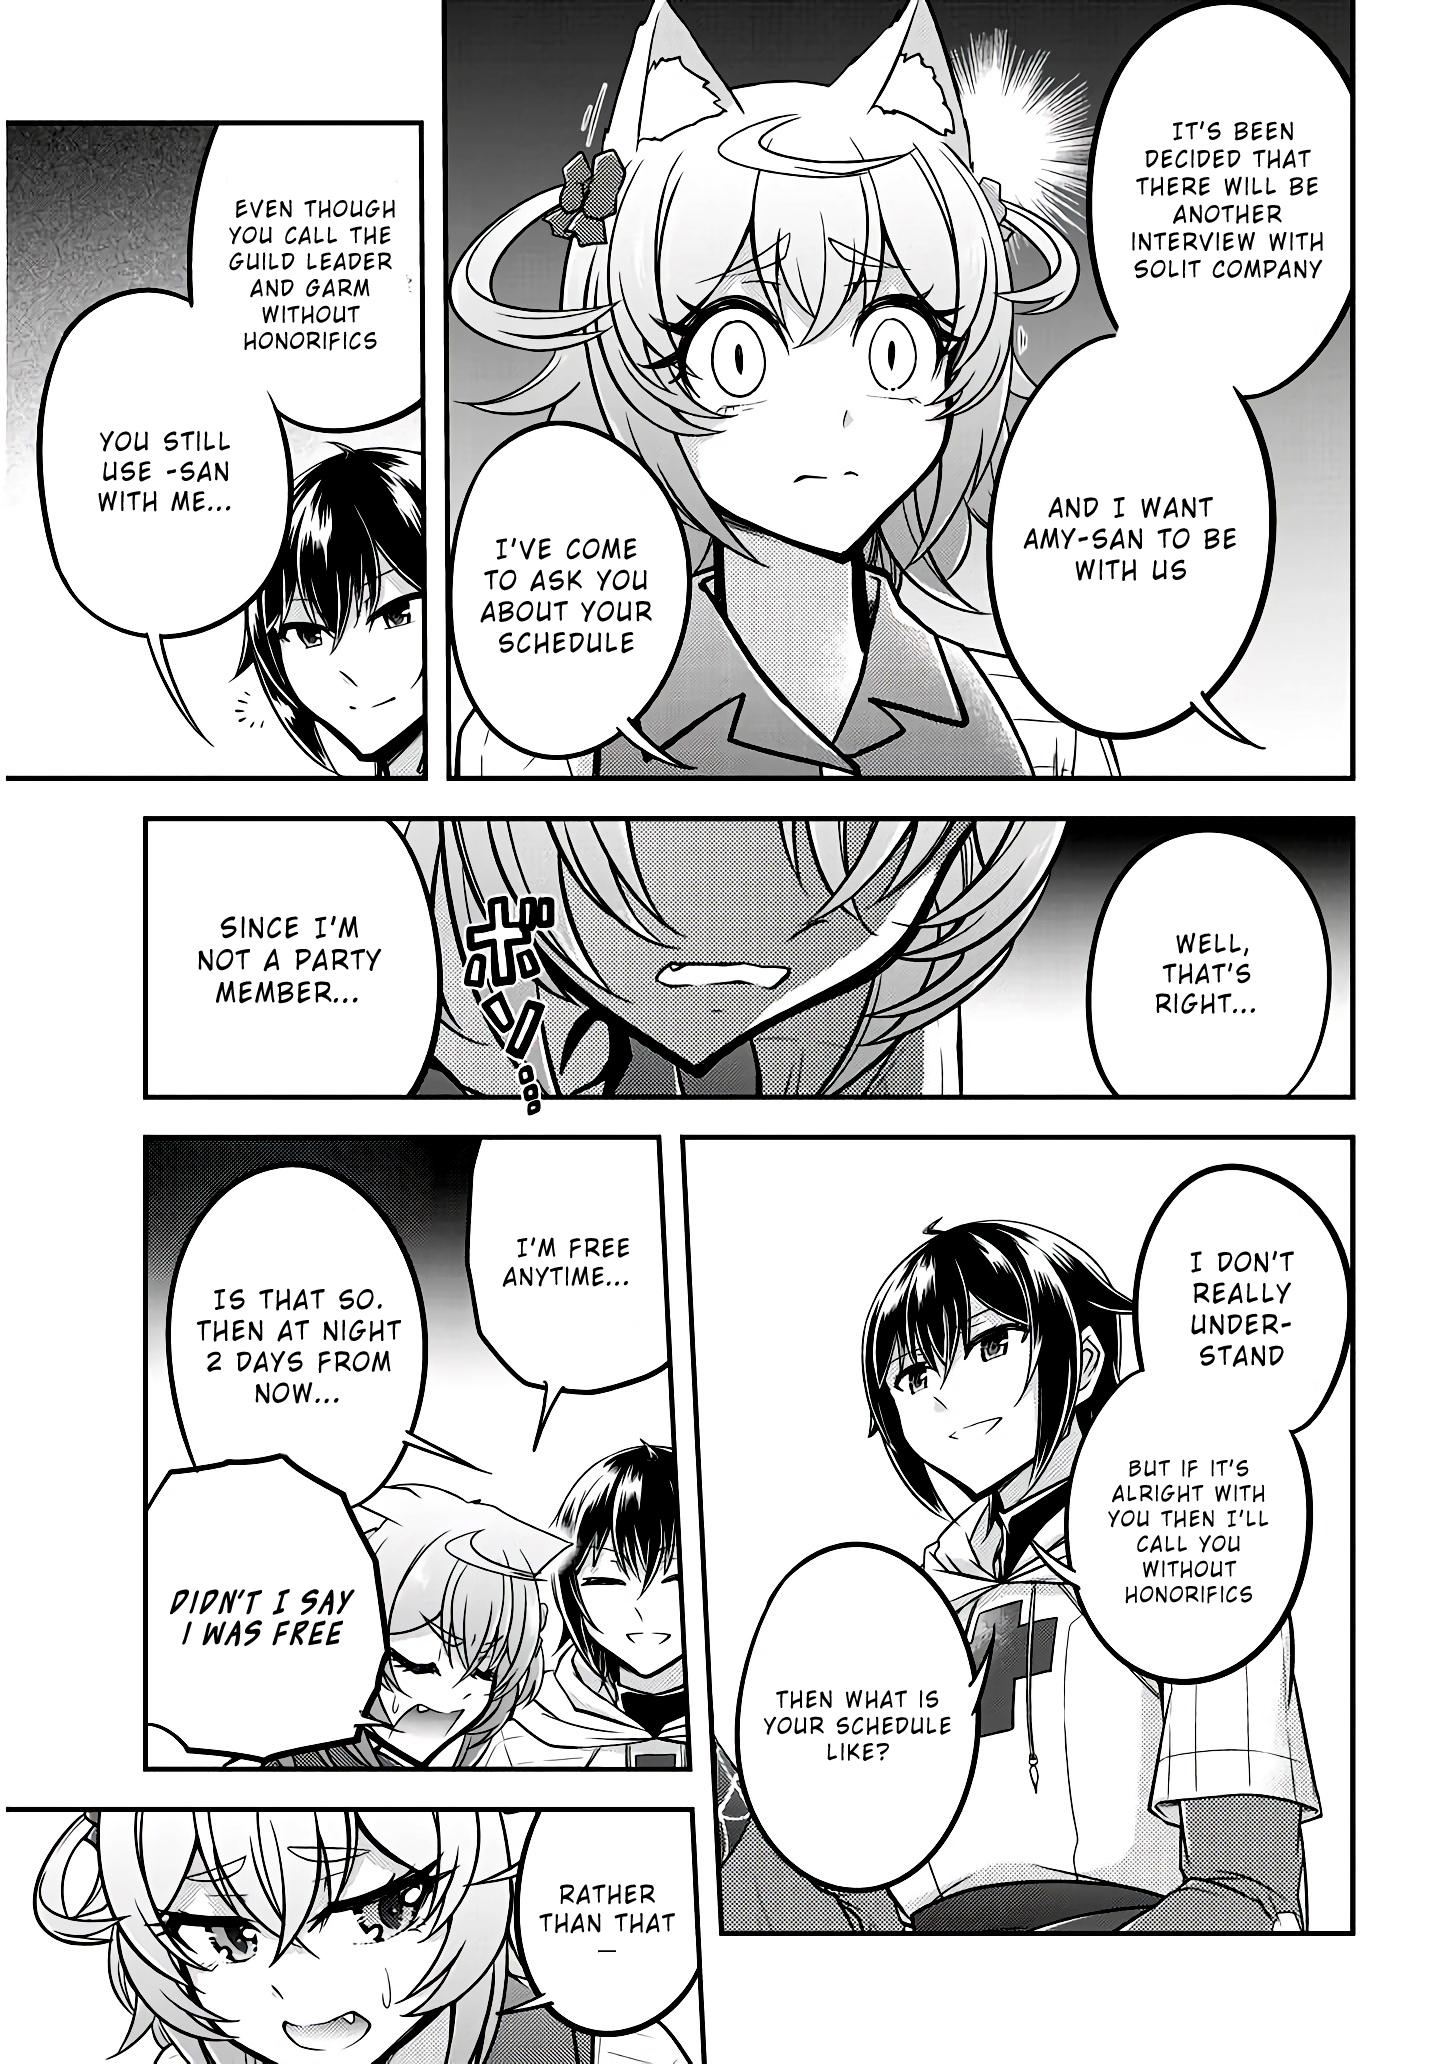 IT'S BEEN
DECIDED THAT
THERE WILL BE
ANOTHER
INTERVIEW WITH
SOLIT COMPANY
AND I WANT
AMY-SAN TO BE
WITH US
I'VE COME
TO ASK YOU
ABOUT YOUR
SCHEDULE
EVEN THOUGH
YOU CALL THE
GUILD LEADER
AND GARM
WITHOUT
HONORIFICS
YOU STILL
USE -SAN
WITH ME...
WELL,
THAT'S
RIGHT...
ボソッ…
SINCE I'M
NOT A PARTY
MEMBER...
I DON'T
REALLY
UNDER-
STAND
BUT IF IT'S
ALRIGHT WITH
YOU THEN I'LL
CALL YOU
WITHOUT
HONORIFICS
THEN WHAT IS
YOUR SCHEDULE
LIKE?
I'M FREE
ANYTIME...
IS THAT SO.
THEN AT NIGHT
2 DAYS FROM
NOW...
DIDN'T I SAY
I WAS FREE
RATHER
THAN THAT
—